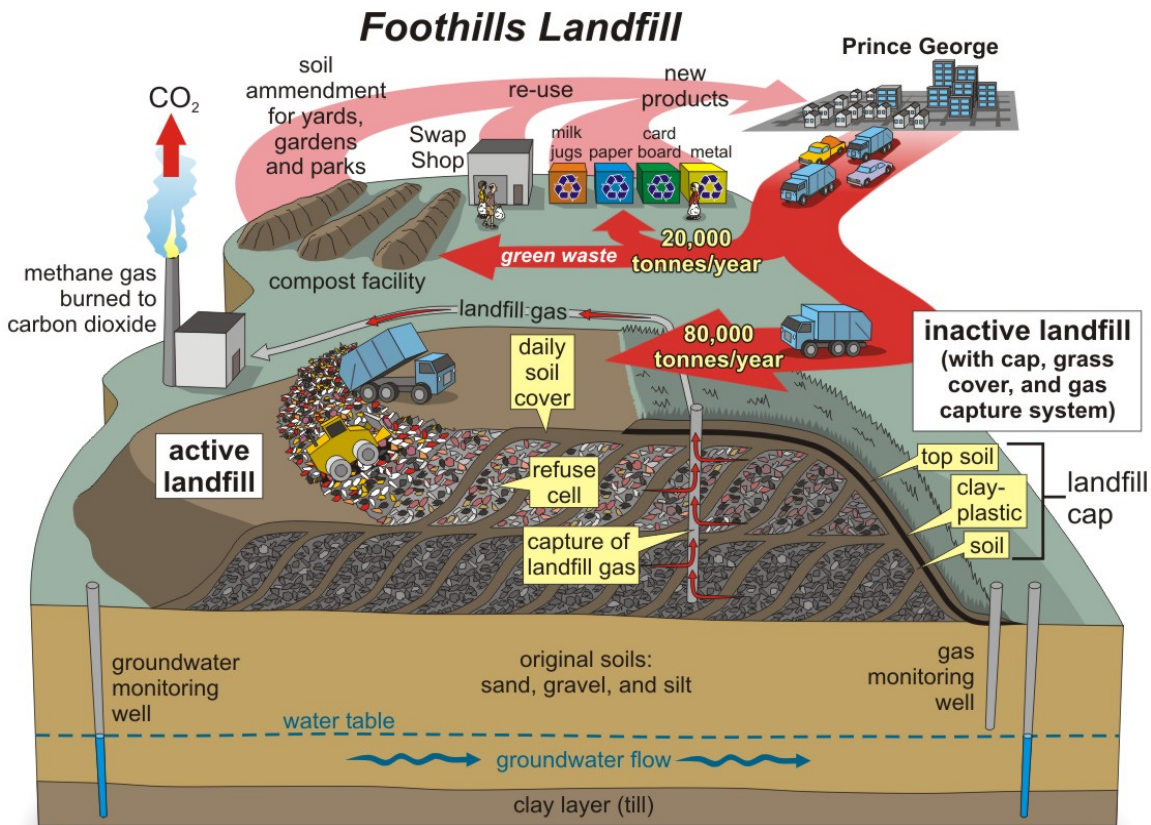 Foothills Landfill
Prince George
CO2
soil
ammendment
for yards,
gardens
and parks
re-use
new
products
Swap
Shop
milk
jugs
paper
card
board
metal
20,000
tonnes/year
green waste
compost facility
methane gas
burned to
carbon dioxide
landfill gas
80,000
tonnes/year
inactive landfill
(with cap, grass
cover, and gas
capture system)
daily
soil
cover
active
landfill
refuse
cell
capture of
landfill gas
top soil
clay-
plastic
soil
landfill
cap
groundwater
monitoring
well
original soils:
sand, gravel, and silt
gas
monitoring
well
water table
groundwater flow
clay layer (till)